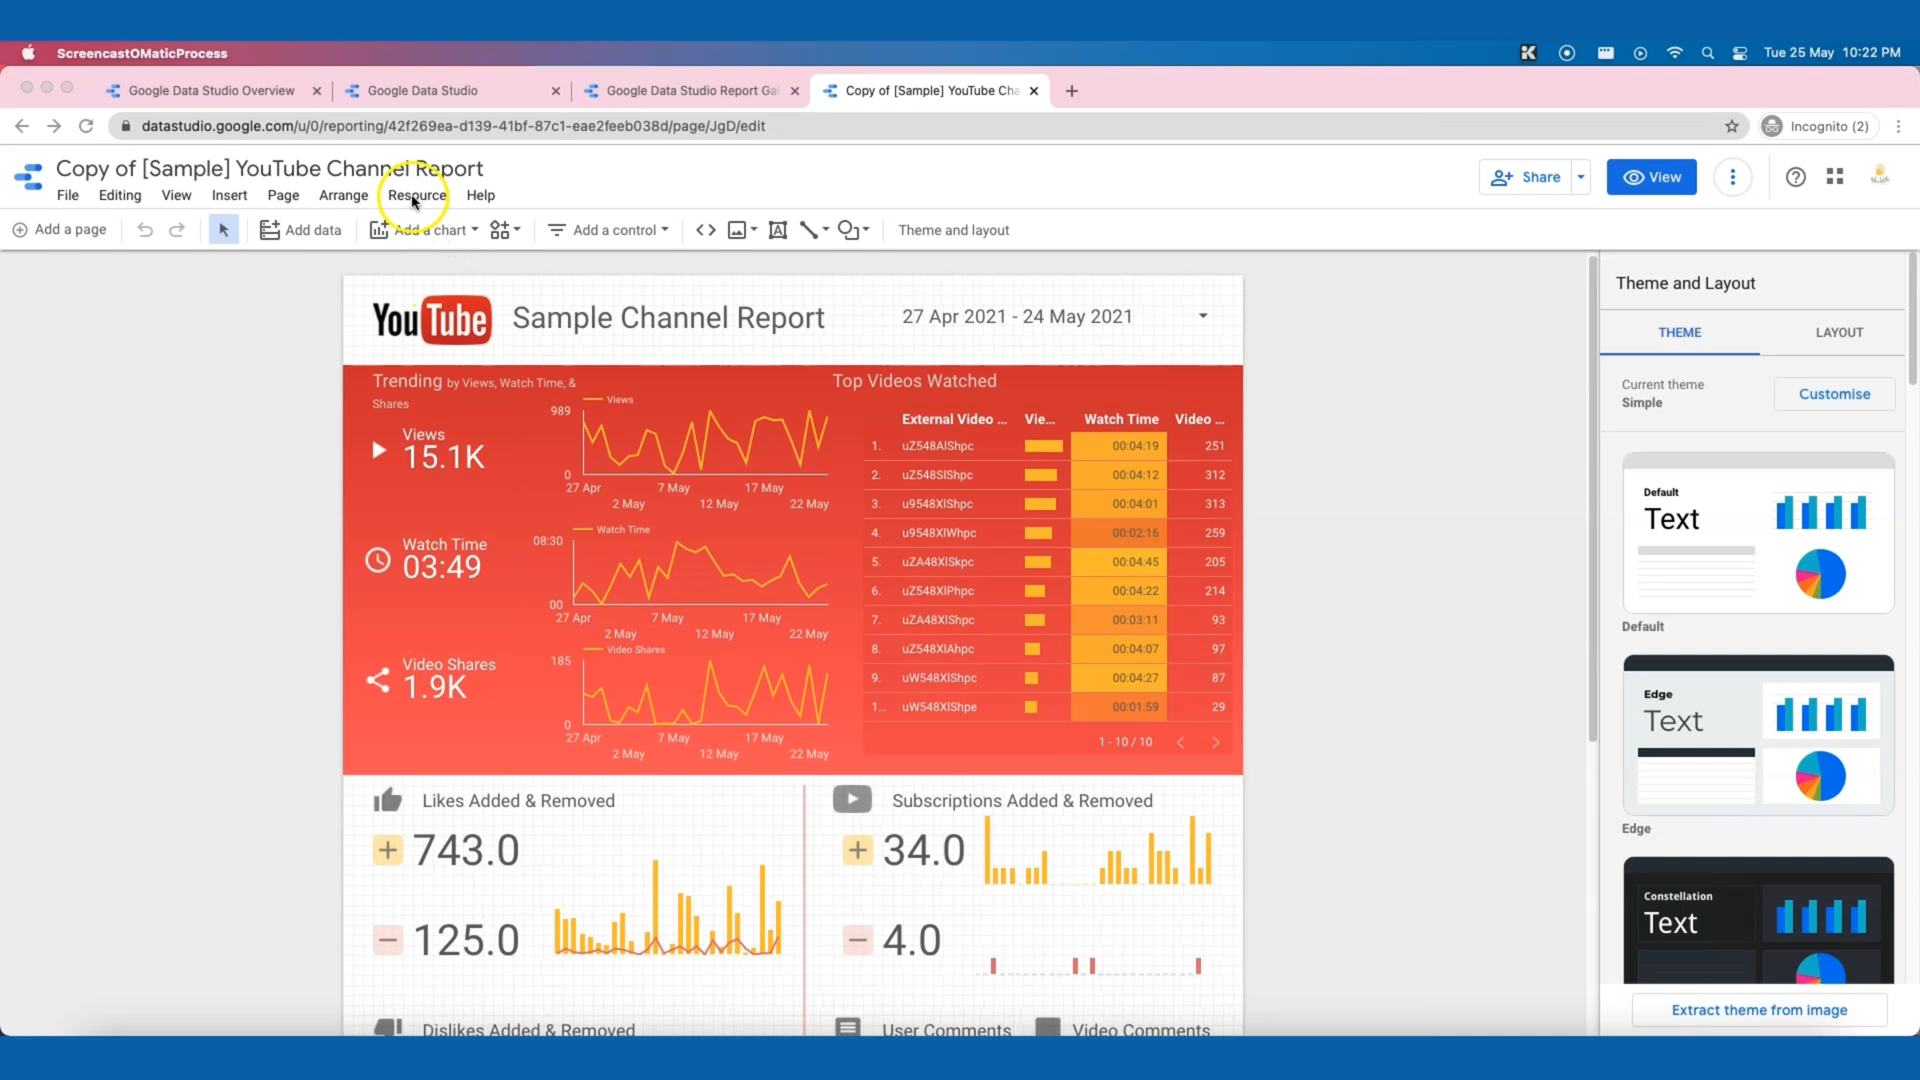 ScreencastOMaticProcess
Tue 25 May 10:22 PM
Google Data Studio Overview
Google Data Studio
Google Data Studio Report Gal
Copy of [Sample] YouTube Cha
datastudio.google.com/u/0/reporting/42f269ea-d139-41bf-87c1-eae2feeb038d/page/JgD/edit
Incognito (2)
Copy of [Sample] YouTube Channel Report
File Editing View Insert Page Arrange Resource Help
Share
View
Add a page
Add data
Add a chart
Add a control
Theme and layout
YouTube
Sample Channel Report
27 Apr 2021 - 24 May 2021
Trending by Views, Watch Time, &
Shares
Views
15.1K
Views
989
0
27 Apr 7 May 17 May
2 May 12 May 22 May
Watch Time
03:49
Watch Time
08:30
00
27 Apr 7 May 17 May
2 May 12 May 22 May
Video Shares
1.9K
Video Shares
185
0
27 Apr 7 May 17 May
2 May 12 May 22 May
Top Videos Watched
External Video ... Vie... Watch Time Video ...
1. uZ548AIShpc 00:04:19 251
2. uZ548SIShpc 00:04:12 312
3. u9548XIShpc 00:04:01 313
4. u9548XIWhpc 00:02:16 259
5. uZA48XISkpc 00:04:45 205
6. uZ548XIPhpc 00:04:22 214
7. uZA48XIShpc 00:03:11 93
8. uZ548XIAhpc 00:04:07 97
9. uW548XIShpc 00:04:27 87
1... uW548XIShpe 00:01:59 29
1 - 10 / 10
Likes Added & Removed
743.0
125.0
Subscriptions Added & Removed
34.0
4.0
Dislikes Added & Removed
User Comments
Video Comments
Theme and Layout
THEME LAYOUT
Current theme
Simple
Customise
Default
Text
Default
Edge
Text
Edge
Constellation
Text
Extract theme from image